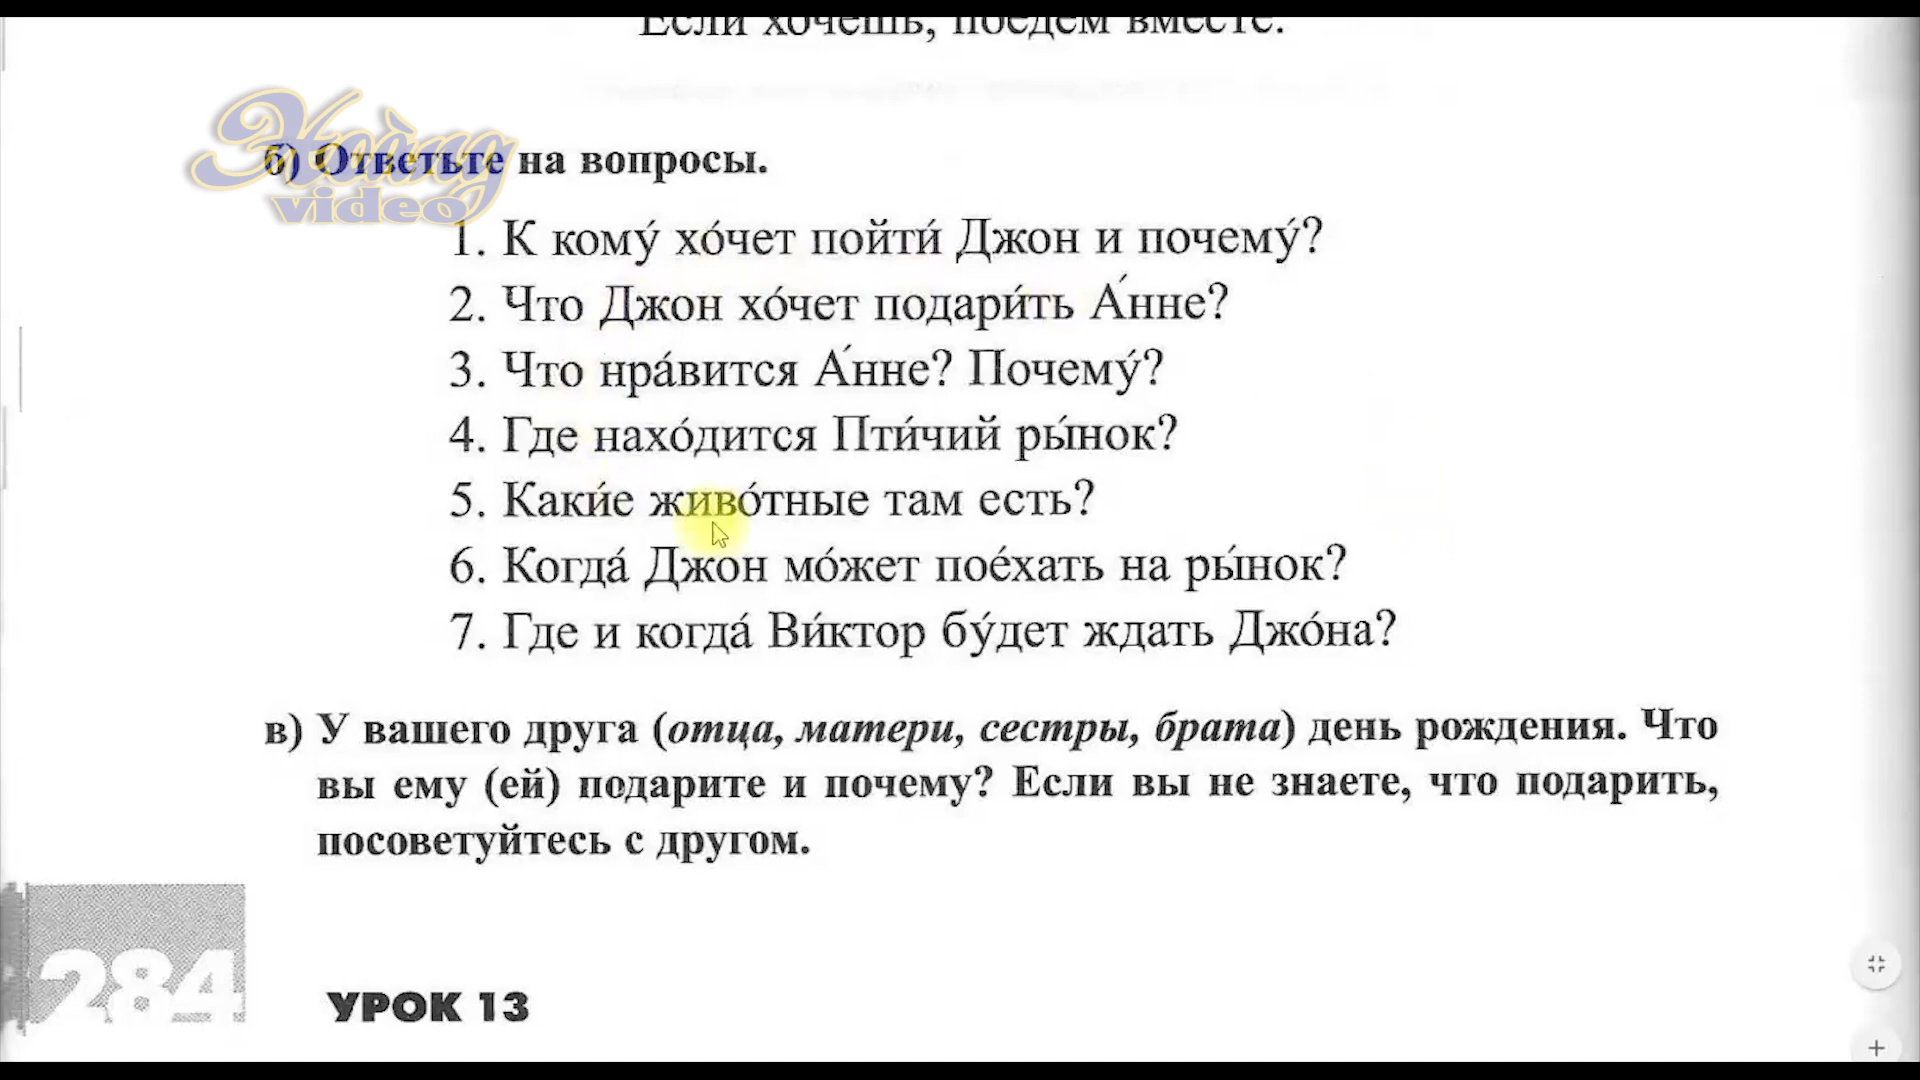 Если хочешь, поедем вместе.
Hoàng
video
б) Ответьте на вопросы.
1. К кому́ хо́чет пойти́ Джон и почему́?
2. Что Джон хо́чет подари́ть А́нне?
3. Что нра́вится А́нне? Почему́?
4. Где нахо́дится Пти́чий ры́нок?
5. Каки́е живо́тные там есть?
6. Когда́ Джон мо́жет пое́хать на ры́нок?
7. Где и когда́ Ви́ктор бу́дет ждать Джо́на?
в) У вашего друга (отца, матери, сестры, брата) день рождения. Что
вы ему (ей) подарите и почему? Если вы не знаете, что подарить,
посоветуйтесь с другом.
284
УРОК 13